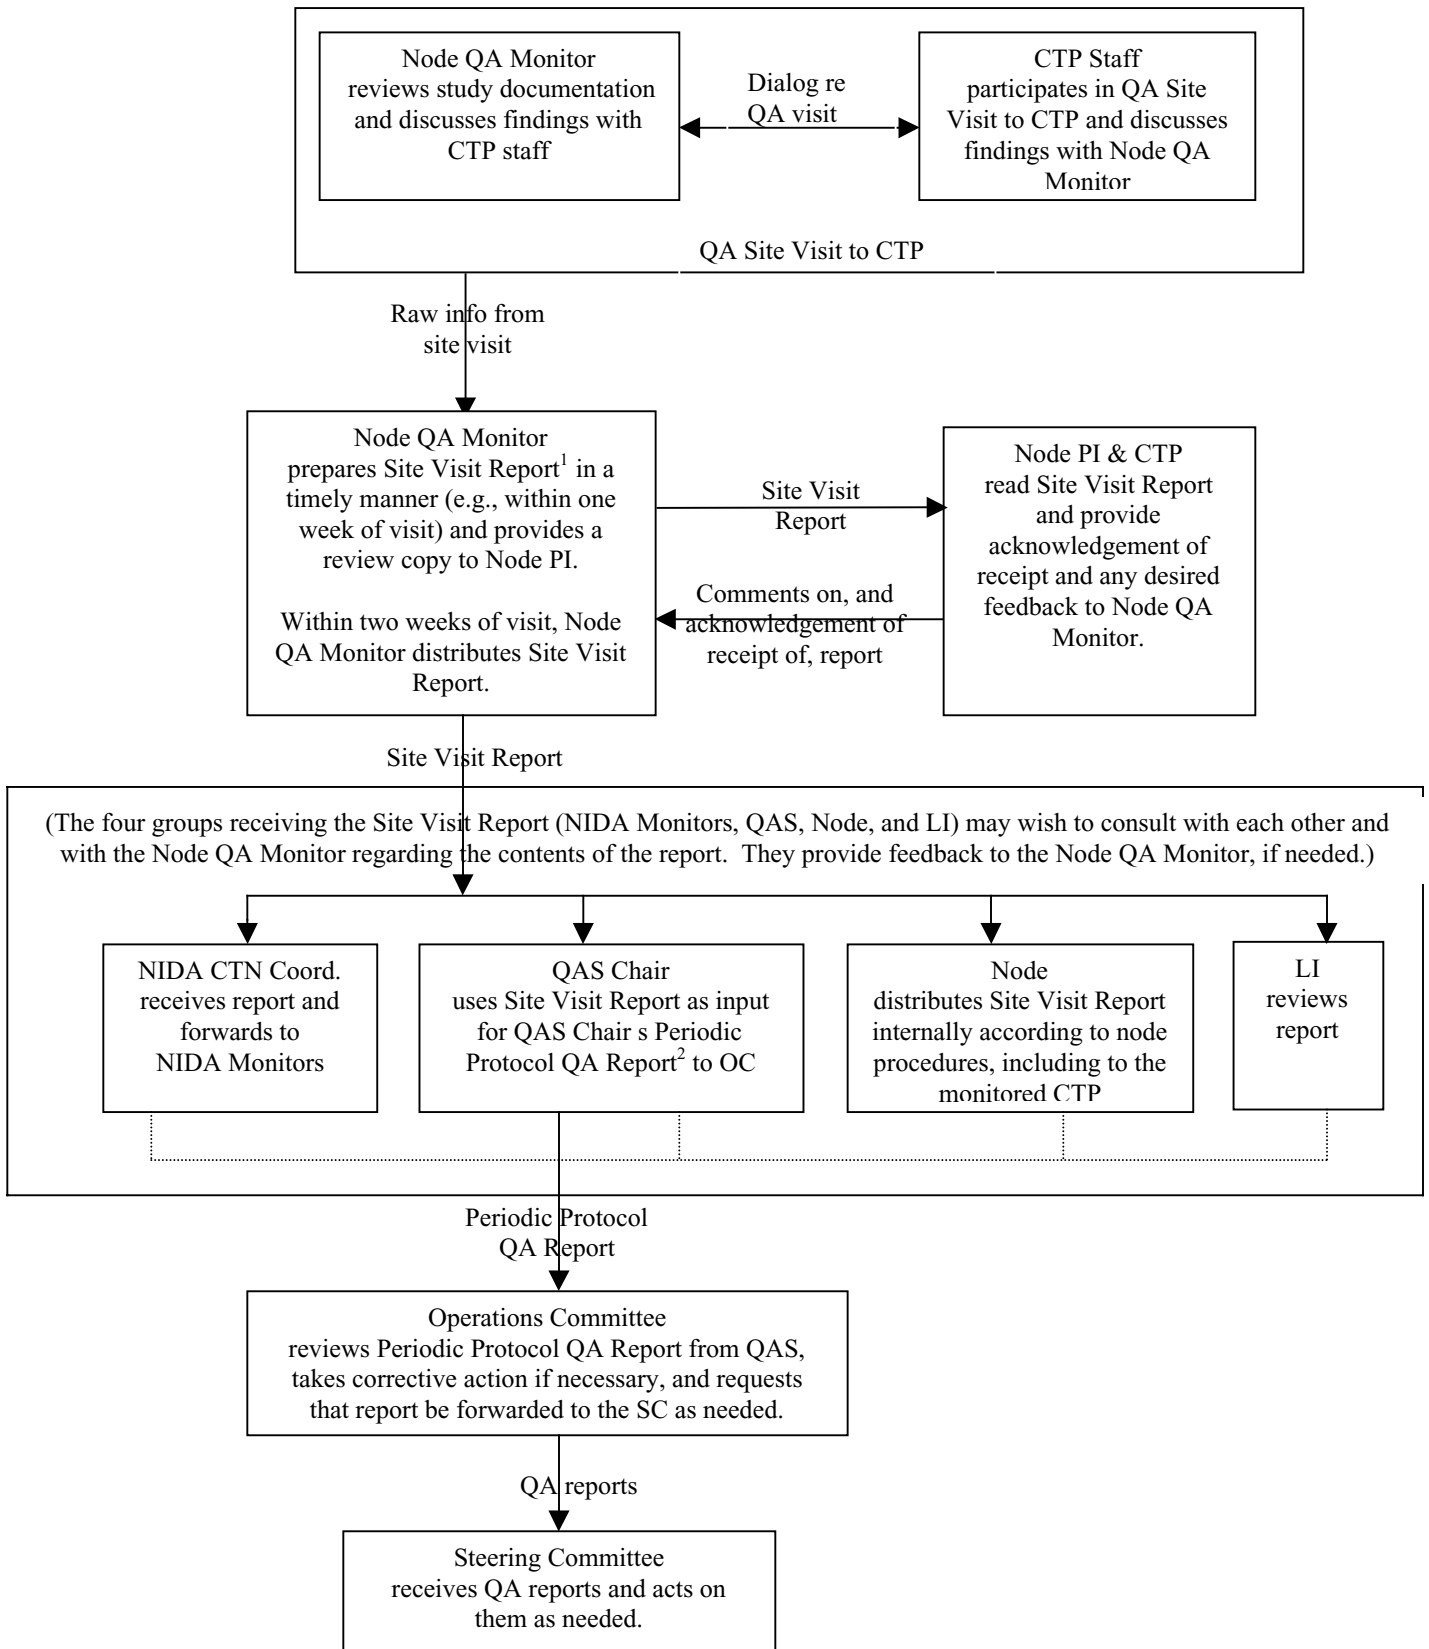 Node QA Monitor
reviews study documentation
and discusses findings with
CTP staff
Dialog re
QA visit
CTP Staff
participates in QA Site
Visit to CTP and discusses
findings with Node QA
Monitor
QA Site Visit to CTP
Raw info from
site visit
Node QA Monitor
prepares Site Visit Report1 in a
timely manner (e.g., within one
week of visit) and provides a
review copy to Node PI.
Within two weeks of visit, Node
QA Monitor distributes Site Visit
Report.
Site Visit
Report
Comments on, and
acknowledgement of
receipt of, report
Node PI & CTP
read Site Visit Report
and provide
acknowledgement of
receipt and any desired
feedback to Node QA
Monitor.
Site Visit Report
(The four groups receiving the Site Visit Report (NIDA Monitors, QAS, Node, and LI) may wish to consult with each other and
with the Node QA Monitor regarding the contents of the report. They provide feedback to the Node QA Monitor, if needed.)
NIDA CTN Coord.
receives report and
forwards to
NIDA Monitors
QAS Chair
uses Site Visit Report as input
for QAS Chair s Periodic
Protocol QA Report2 to OC
Node
distributes Site Visit Report
internally according to node
procedures, including to the
monitored CTP
LI
reviews
report
Periodic Protocol
QA Report
Operations Committee
reviews Periodic Protocol QA Report from QAS,
takes corrective action if necessary, and requests
that report be forwarded to the SC as needed.
QA reports
Steering Committee
receives QA reports and acts on
them as needed.